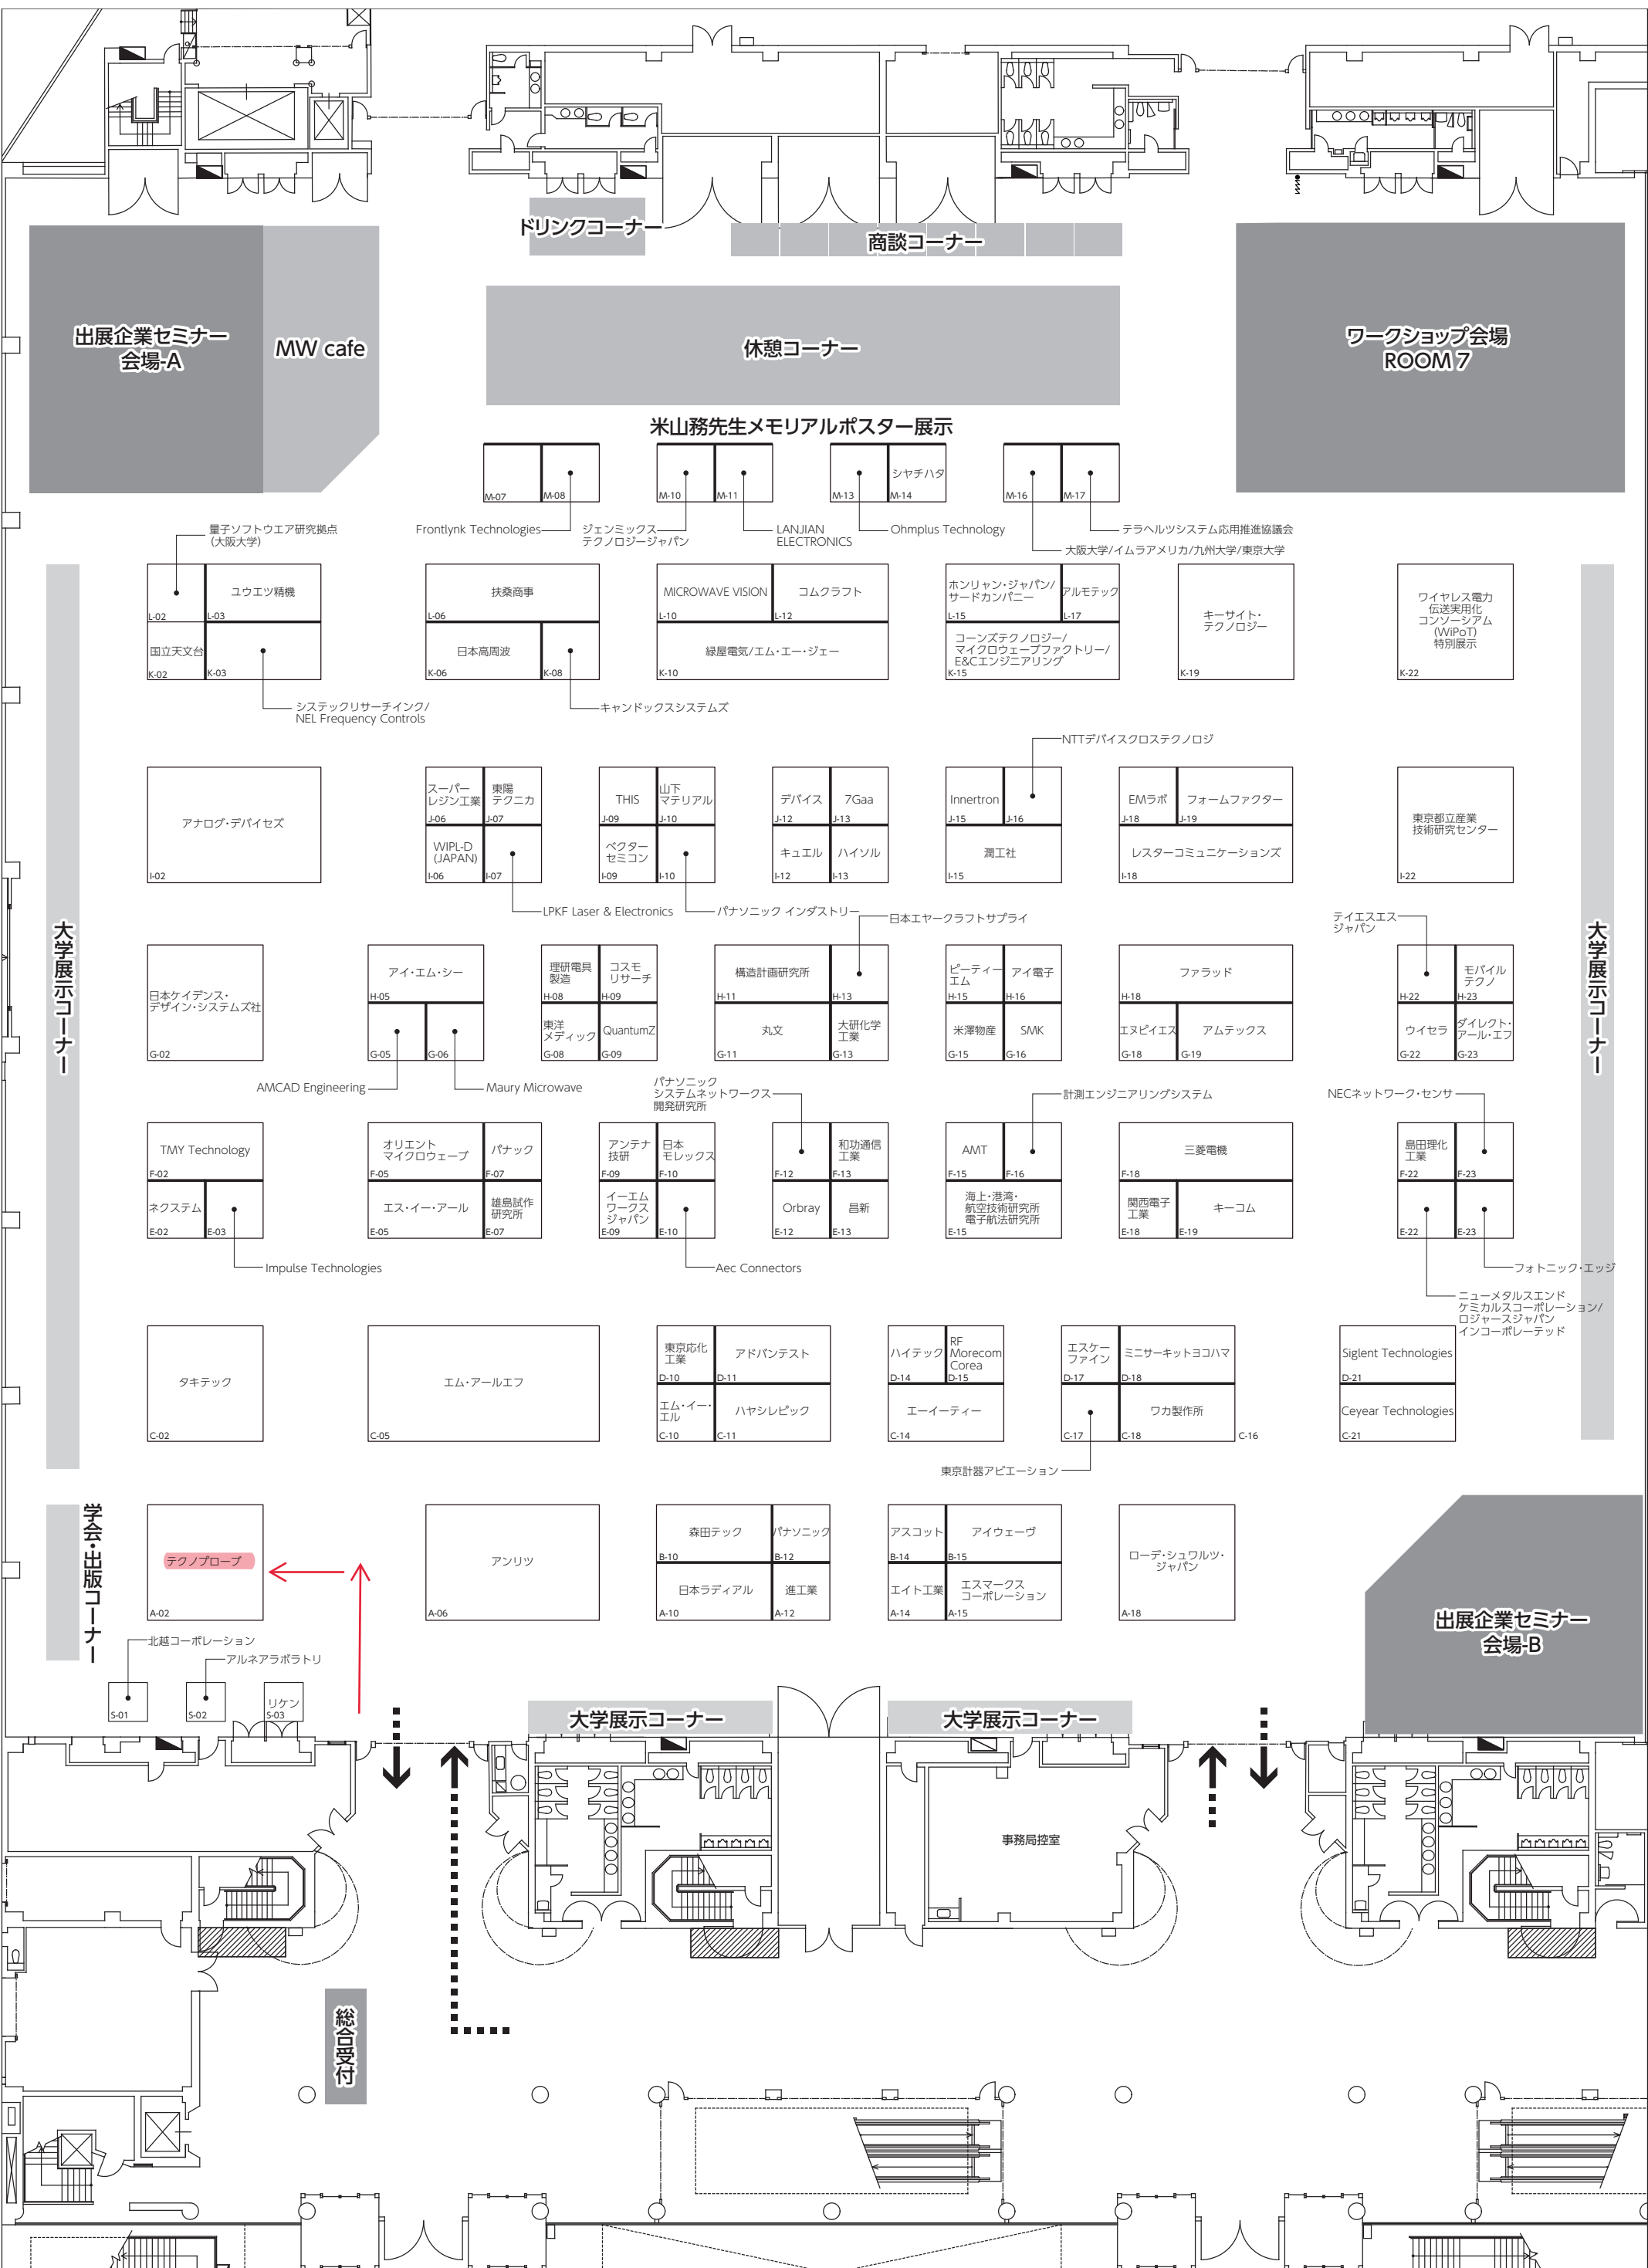 ドリンクコーナー
商談コーナー
出展企業セミナー
会場-A
MW cafe
休憩コーナー
ワークショップ会場
ROOM 7
米山務先生メモリアルポスター展示
シヤチハタ
M-07
M-08
M-10
M-11
M-13
M-14
M-16
M-17
量子ソフトウエア研究拠点
(大阪大学)
Frontlynk Technologies
ジェンミックス
テクノロジージャパン
LANJIAN
ELECTRONICS
Ohmplus Technology
テラヘルツシステム応用推進協議会
大阪大学/イムラアメリカ/九州大学/東京大学
L-02
ユウエツ精機
L-03
扶桑商事
L-06
MICROWAVE VISION
L-10
コムクラフト
L-12
ホンリャン・ジャパン/
サードカンパニー
L-15
アルモテック
L-17
キーサイト・
テクノロジー
K-19
ワイヤレス電力
伝送実用化
コンソーシアム
(WiPoT)
特別展示
K-22
国立天文台
K-02
K-03
日本高周波
K-06
K-08
緑屋電気/エム・エー・ジェー
K-10
コーンズテクノロジー/
マイクロウェーブファクトリー/
E&Cエンジニアリング
K-15
システックリサーチインク/
NEL Frequency Controls
キャンドックスシステムズ
NTTデバイスクロステクノロジ
アナログ・デバイセズ
I-02
スーパー
レジン工業
J-06
東陽
テクニカ
J-07
THIS
J-09
山下
マテリアル
J-10
デバイス
J-12
7Gaa
J-13
Innertron
J-15
J-16
EMラボ
J-18
フォームファクター
J-19
東京都立産業
技術研究センター
I-22
WIPL-D
(JAPAN)
I-06
I-07
ベクター
セミコン
I-09
I-10
キュエル
I-12
ハイソル
I-13
潤工社
I-15
レスターコミュニケーションズ
I-18
LPKF Laser & Electronics
パナソニック インダストリー
日本エヤークラフトサプライ
テイエスエス
ジャパン
大学展示コーナー
大学展示コーナー
日本ケイデンス・
デザイン・システムズ社
G-02
アイ・エム・シー
H-05
理研電具
製造
H-08
コスモ
リサーチ
H-09
構造計画研究所
H-11
H-13
ピーティー
エム
H-15
アイ電子
H-16
ファラッド
H-18
H-22
モバイル
テクノ
H-23
G-05
G-06
東洋
メディック
G-08
QuantumZ
G-09
丸文
G-11
大研化学
工業
G-13
米澤物産
G-15
SMK
G-16
エヌピイエス
G-18
アムテックス
G-19
ウイセラ
G-22
ダイレクト・
アール・エフ
G-23
AMCAD Engineering
Maury Microwave
パナソニック
システムネットワークス
開発研究所
計測エンジニアリングシステム
NECネットワーク・センサ
TMY Technology
F-02
オリエント
マイクロウェーブ
F-05
パナック
F-07
アンテナ
技研
F-09
日本
モレックス
F-10
F-12
和功通信
工業
F-13
AMT
F-15
F-16
三菱電機
F-18
島田理化
工業
F-22
F-23
ネクステム
E-02
E-03
エス・イー・アール
E-05
雄島試作
研究所
E-07
イーエム
ワークス
ジャパン
E-09
E-10
Orbray
E-12
昌新
E-13
海上・港湾・
航空技術研究所
電子航法研究所
E-15
関西電子
工業
E-18
キーコム
E-19
E-22
E-23
Impulse Technologies
Aec Connectors
フォトニック・エッジ
ニューメタルスエンド
ケミカルスコーポレーション/
ロジャースジャパン
インコーポレーテッド
タキテック
C-02
エム・アールエフ
C-05
東京応化
工業
D-10
アドバンテスト
D-11
ハイテック
D-14
RF
Morecom
Corea
D-15
エスケー
ファイン
D-17
ミニサーキットヨコハマ
D-18
Siglent Technologies
D-21
エム・イー・
エル
C-10
ハヤシレピック
C-11
エーイーティー
C-14
C-17
ワカ製作所
C-18
C-16
Ceyear Technologies
C-21
東京計器アビエーション
学会・出版コーナー
テクノプローブ
A-02
アンリツ
A-06
森田テック
B-10
パナソニック
B-12
アスコット
B-14
アイウェーヴ
B-15
ローデ・シュワルツ・
ジャパン
A-18
日本ラディアル
A-10
進工業
A-12
エイト工業
A-14
エスマークス
コーポレーション
A-15
出展企業セミナー
会場-B
北越コーポレーション
アルネアラボラトリ
S-01
S-02
リケン
S-03
大学展示コーナー
大学展示コーナー
事務局控室
総合受付